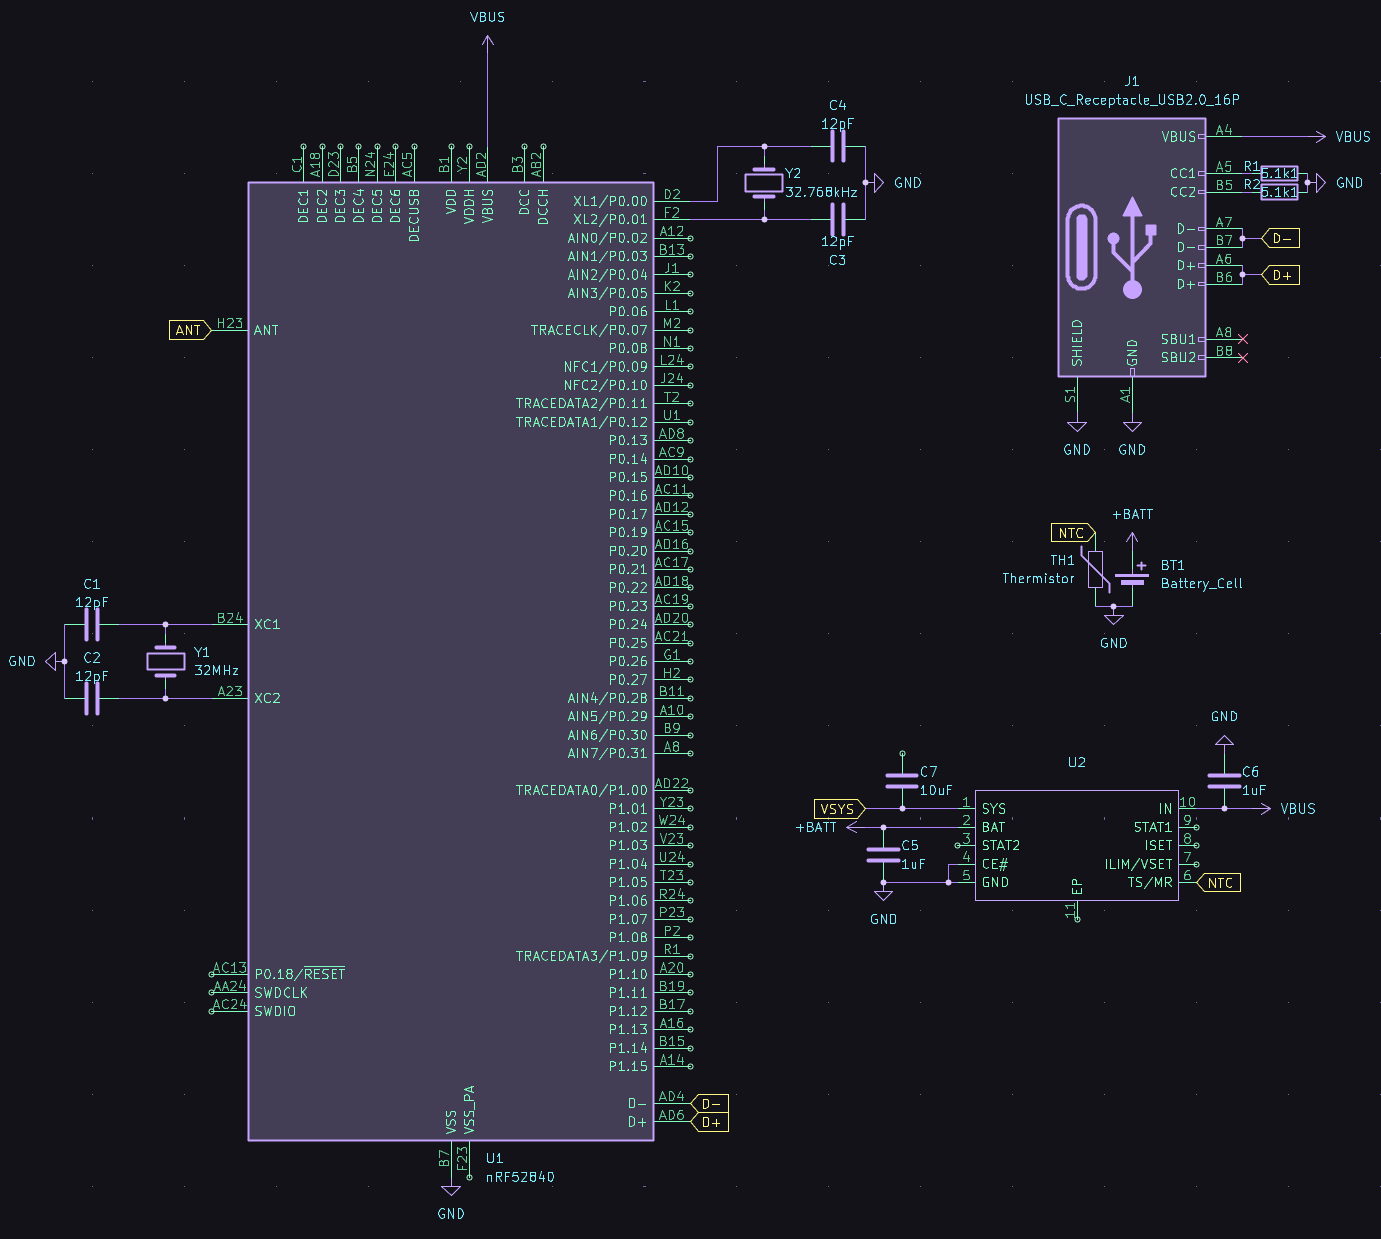 VBUS
C1
A18
D23
B5
N24
E24
AC5
B1
Y2
AD2
B3
AB2
DEC1
DEC2
DEC3
DEC4
DEC5
DEC6
DECUSB
VDD
VDDH
VBUS
DCC
DCCH
ANT
H23
ANT
C1
12pF
GND
C2
12pF
Y1
32MHz
B24
XC1
A23
XC2
AC13
P0.18/RESET
AA24
SWDCLK
AC24
SWDIO
XL1/P0.00 D2
XL2/P0.01 F2
AIN0/P0.02 A12
AIN1/P0.03 B13
AIN2/P0.04 J1
AIN3/P0.05 K2
P0.06 L1
TRACECLK/P0.07 M2
P0.08 N1
NFC1/P0.09 L24
NFC2/P0.10 J24
TRACEDATA2/P0.11 T2
TRACEDATA1/P0.12 U1
P0.13 AD8
P0.14 AC9
P0.15 AD10
P0.16 AC11
P0.17 AD12
P0.19 AC15
P0.20 AD16
P0.21 AC17
P0.22 AD18
P0.23 AC19
P0.24 AD20
P0.25 AC21
P0.26 G1
P0.27 H2
AIN4/P0.28 B11
AIN5/P0.29 A10
AIN6/P0.30 B9
AIN7/P0.31 A8
TRACEDATA0/P1.00 AD22
P1.01 Y23
P1.02 W24
P1.03 V23
P1.04 U24
P1.05 T23
P1.06 R24
P1.07 P23
P1.08 P2
TRACEDATA3/P1.09 R1
P1.10 A20
P1.11 B19
P1.12 B17
P1.13 A16
P1.14 B15
P1.15 A14
D- AD4 D-
D+ AD6 D+
VSS
VSS_PA
B7
F23
U1
nRF52840
GND
C4
12pF
Y2
32.768kHz
GND
12pF
C3
J1
USB_C_Receptacle_USB2.0_16P
VBUS A4 VBUS
CC1 A5 R1 5.1k1
CC2 B5 R2 5.1k1
GND
D- A7
D- B7
D-
D+ A6
D+ B6
D+
SBU1 A8
SBU2 B8
SHIELD
GND
S1
A1
GND
GND
+BATT
NTC
TH1
Thermistor
BT1
Battery_Cell
GND
GND
U2
C7
10uF
C6
1uF
VSYS
1 SYS
IN 10
VBUS
+BATT
2 BAT
STAT1 9
C5
1uF
3 STAT2
ISET 8
4 CE#
ILIM/VSET 7
5 GND
TS/MR 6
NTC
EP
11
GND